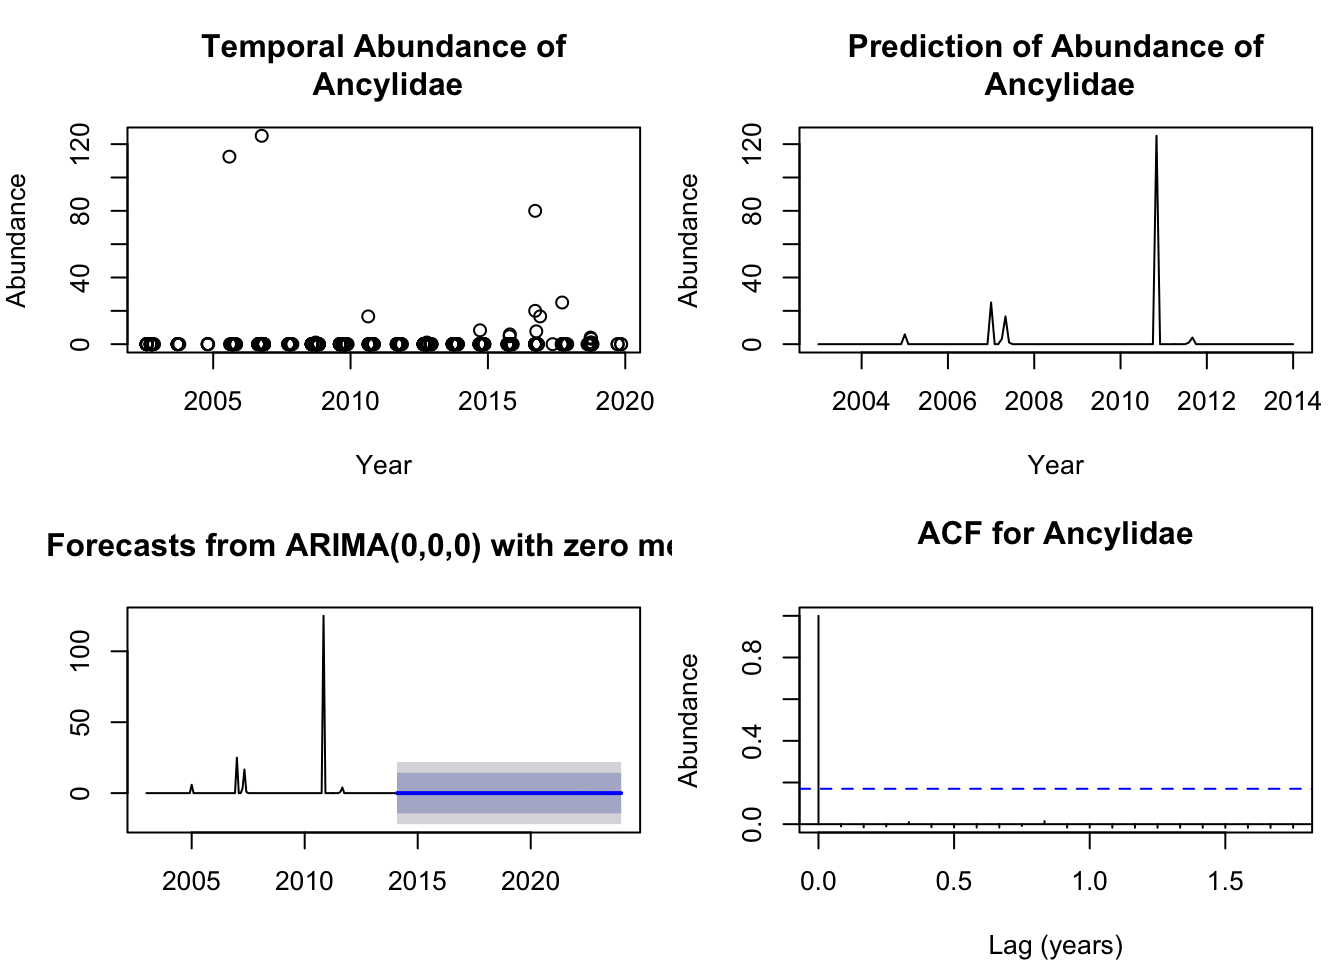 Temporal Abundance of
Ancylidae
Abundance
0
40
80
120
2005
2010
2015
2020
Year
Prediction of Abundance of
Ancylidae
Abundance
0
40
80
120
2004
2006
2008
2010
2012
2014
Year
Forecasts from ARIMA(0,0,0) with zero me
0
50
100
2005
2010
2015
2020
ACF for Ancylidae
Abundance
0.0
0.4
0.8
0.0
0.5
1.0
1.5
Lag (years)